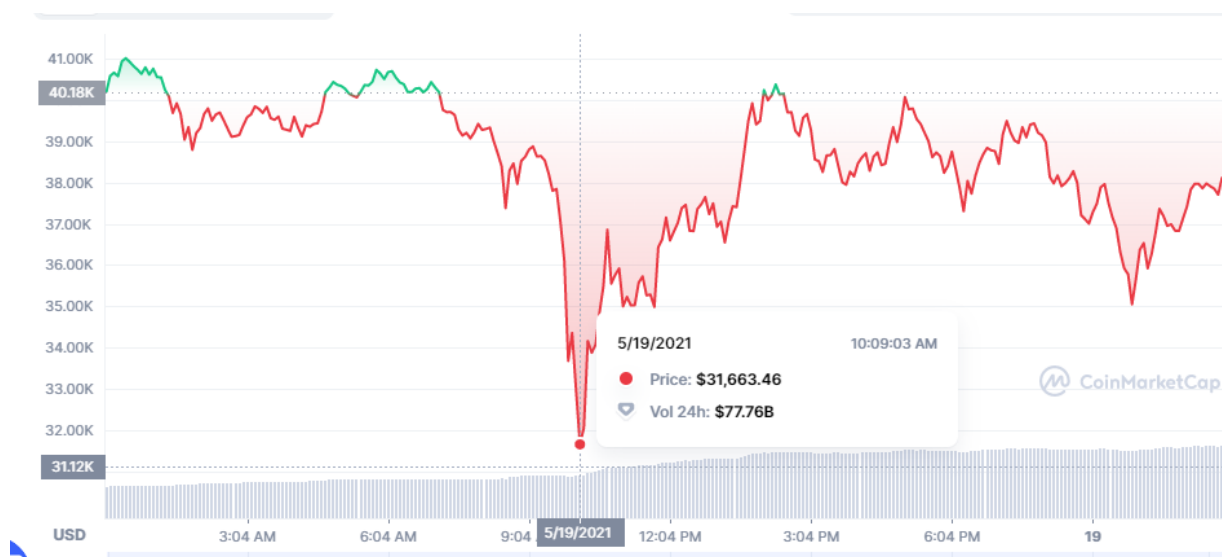 41.00K
40.18K
39.00K
38.00K
37.00K
36.00K
35.00K
34.00K
33.00K
32.00K
31.12K
5/19/2021 10:09:03 AM
Price: $31,663.46
Vol 24h: $77.76B
CoinMarketCap
USD 3:04 AM 6:04 AM 9:04 5/19/2021 12:04 PM 3:04 PM 6:04 PM 19